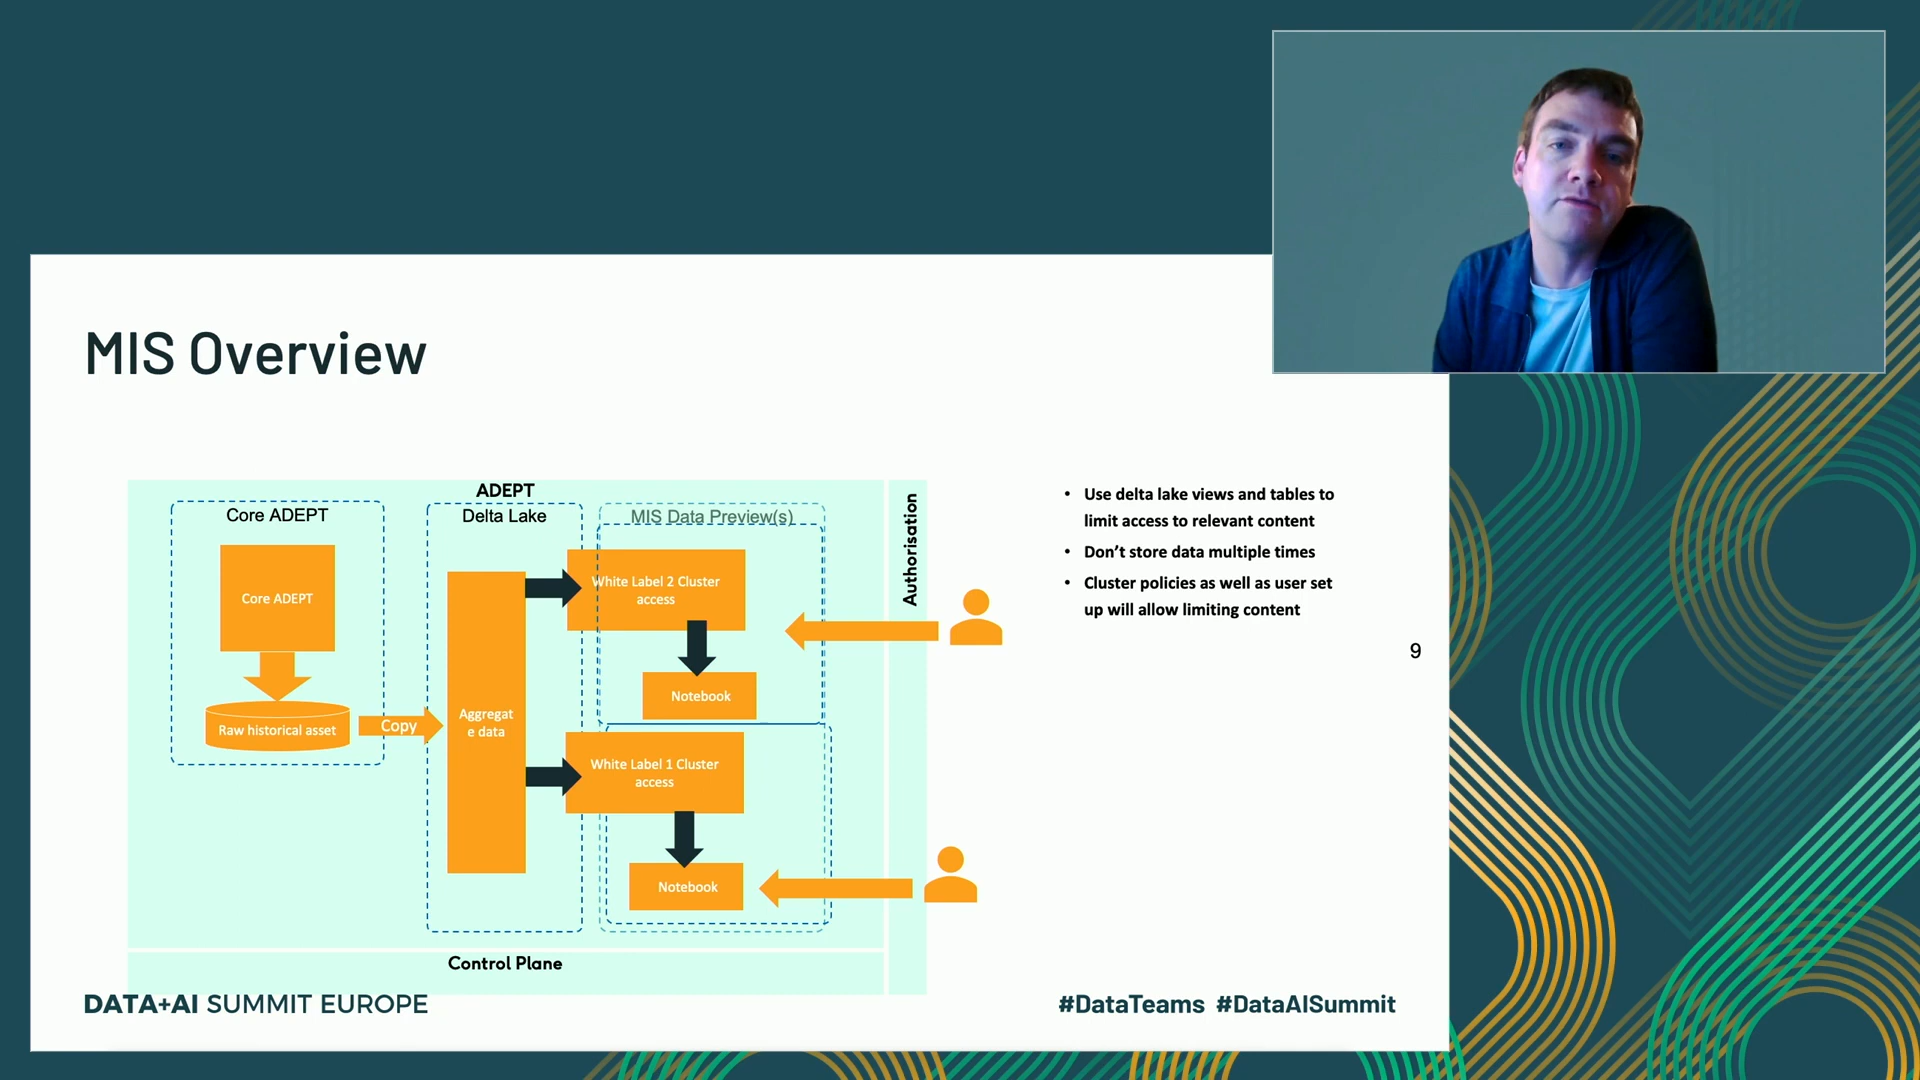 MIS Overview
ADEPT
Core ADEPT
Delta Lake
MIS Data Preview(s)
Authorisation
Core ADEPT
Raw historical asset
Copy
Aggregat
e data
White Label 2 Cluster
access
Notebook
White Label 1 Cluster
access
Notebook
Control Plane
• Use delta lake views and tables to
limit access to relevant content
• Don’t store data multiple times
• Cluster policies as well as user set
up will allow limiting content
9
DATA+AI SUMMIT EUROPE
#DataTeams #DataAISummit